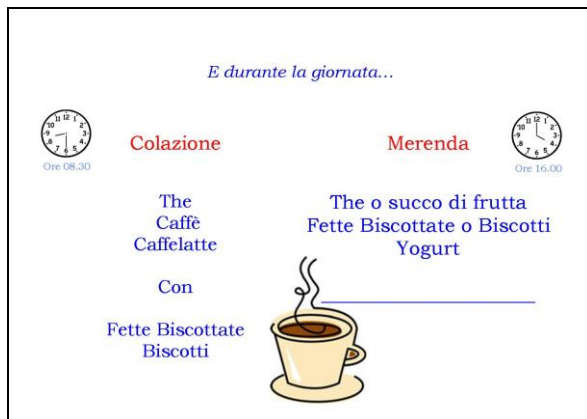 E durante la giornata...
Colazione
Ore 08.30
The
Caffè
Caffelatte
Con
Fette Biscottate
Biscotti
Merenda
Ore 16.00
The o succo di frutta
Fette Biscottate o Biscotti
Yogurt